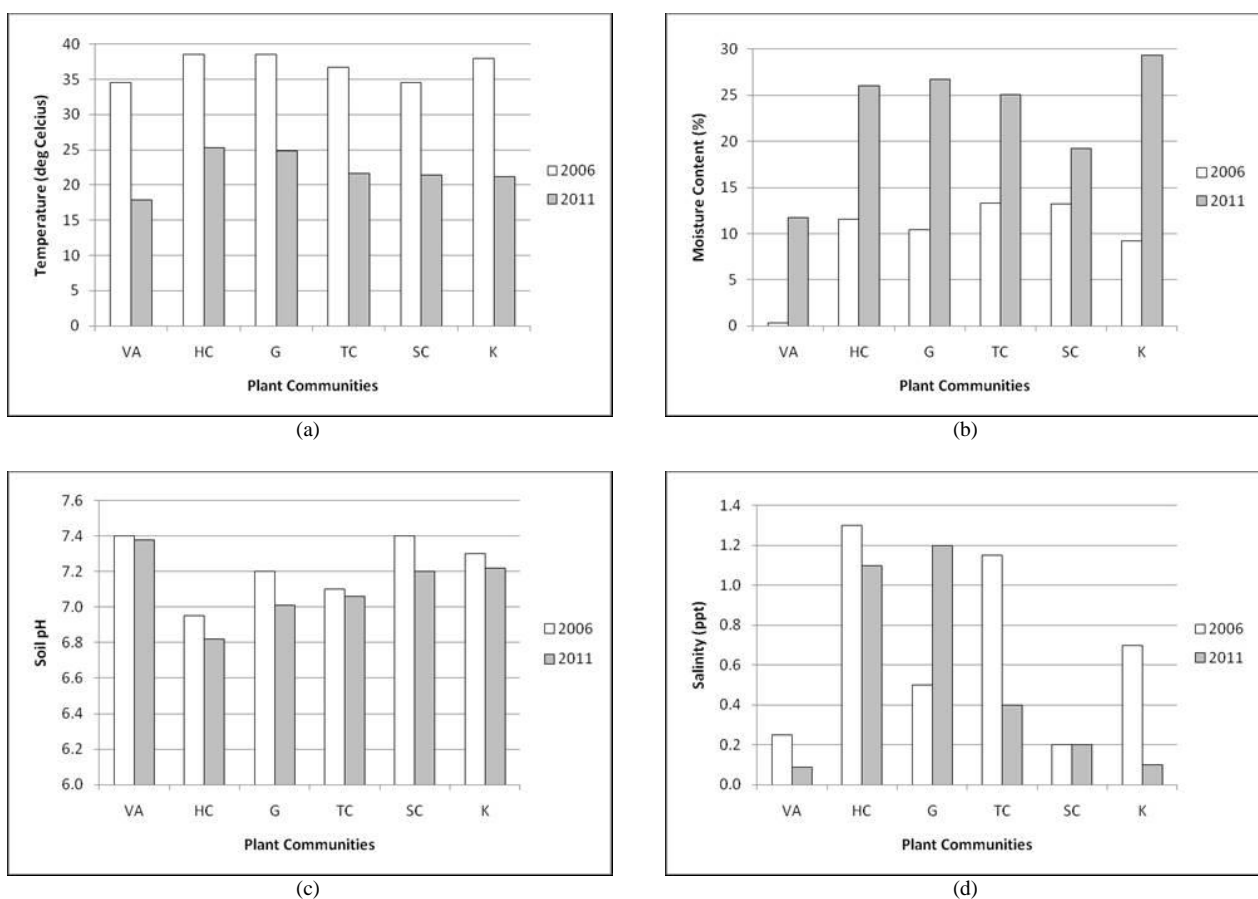 40
35
30
25
20
15
10
5
0
Temperature (deg Celcius)
VA HC G TC SC K
Plant Communities
2006
2011
(a)
30
25
20
15
10
5
0
Moisture Content (%)
VA HC G TC SC K
Plant Communities
2006
2011
(b)
7.6
7.4
7.2
7.0
6.8
6.6
6.4
6.2
6.0
Soil pH
VA HC G TC SC K
Plant Communities
2006
2011
(c)
1.4
1.2
1.0
0.8
0.6
0.4
0.2
0.0
Salinity (ppt)
VA HC G TC SC K
Plant Communities
2006
2011
(d)